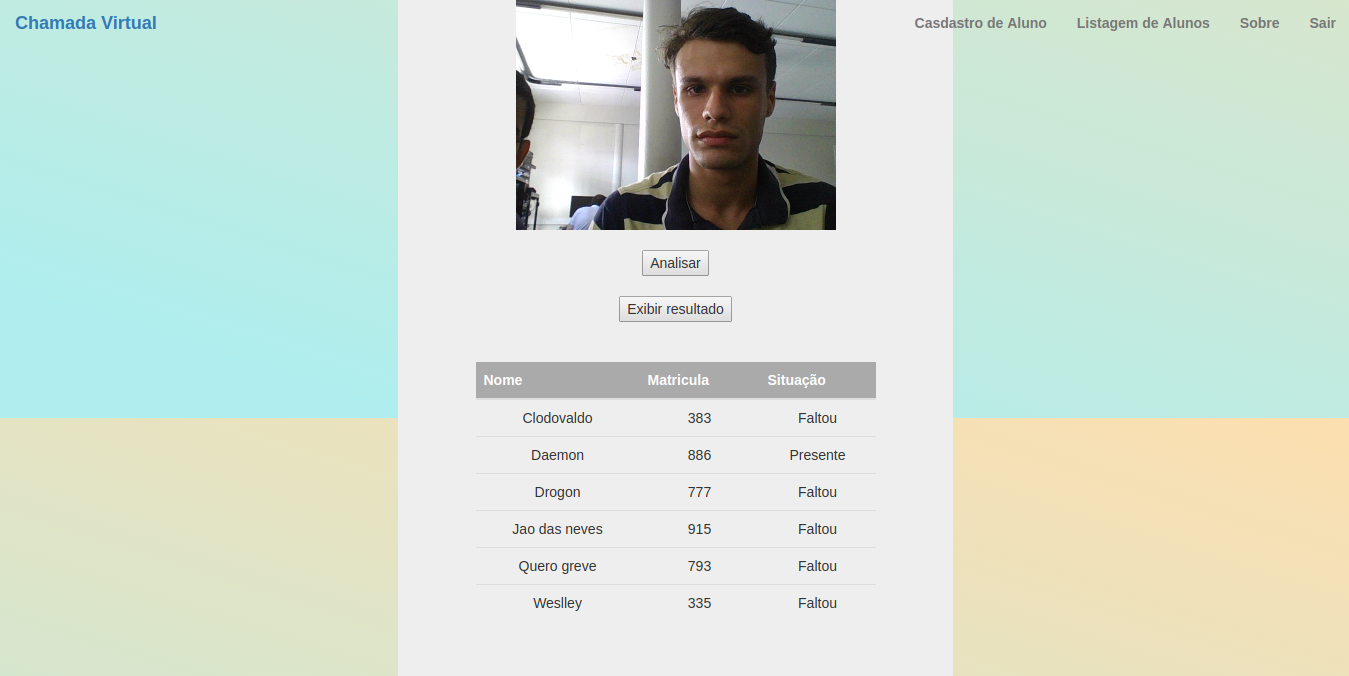 Chamada Virtual Casdastro de Aluno Listagem de Alunos Sobre Sair
Analisar
Exibir resultado
Nome Matricula Situação
Clodovaldo 383 Faltou
Daemon 886 Presente
Drogon 777 Faltou
Jao das neves 915 Faltou
Quero greve 793 Faltou
Weslley 335 Faltou